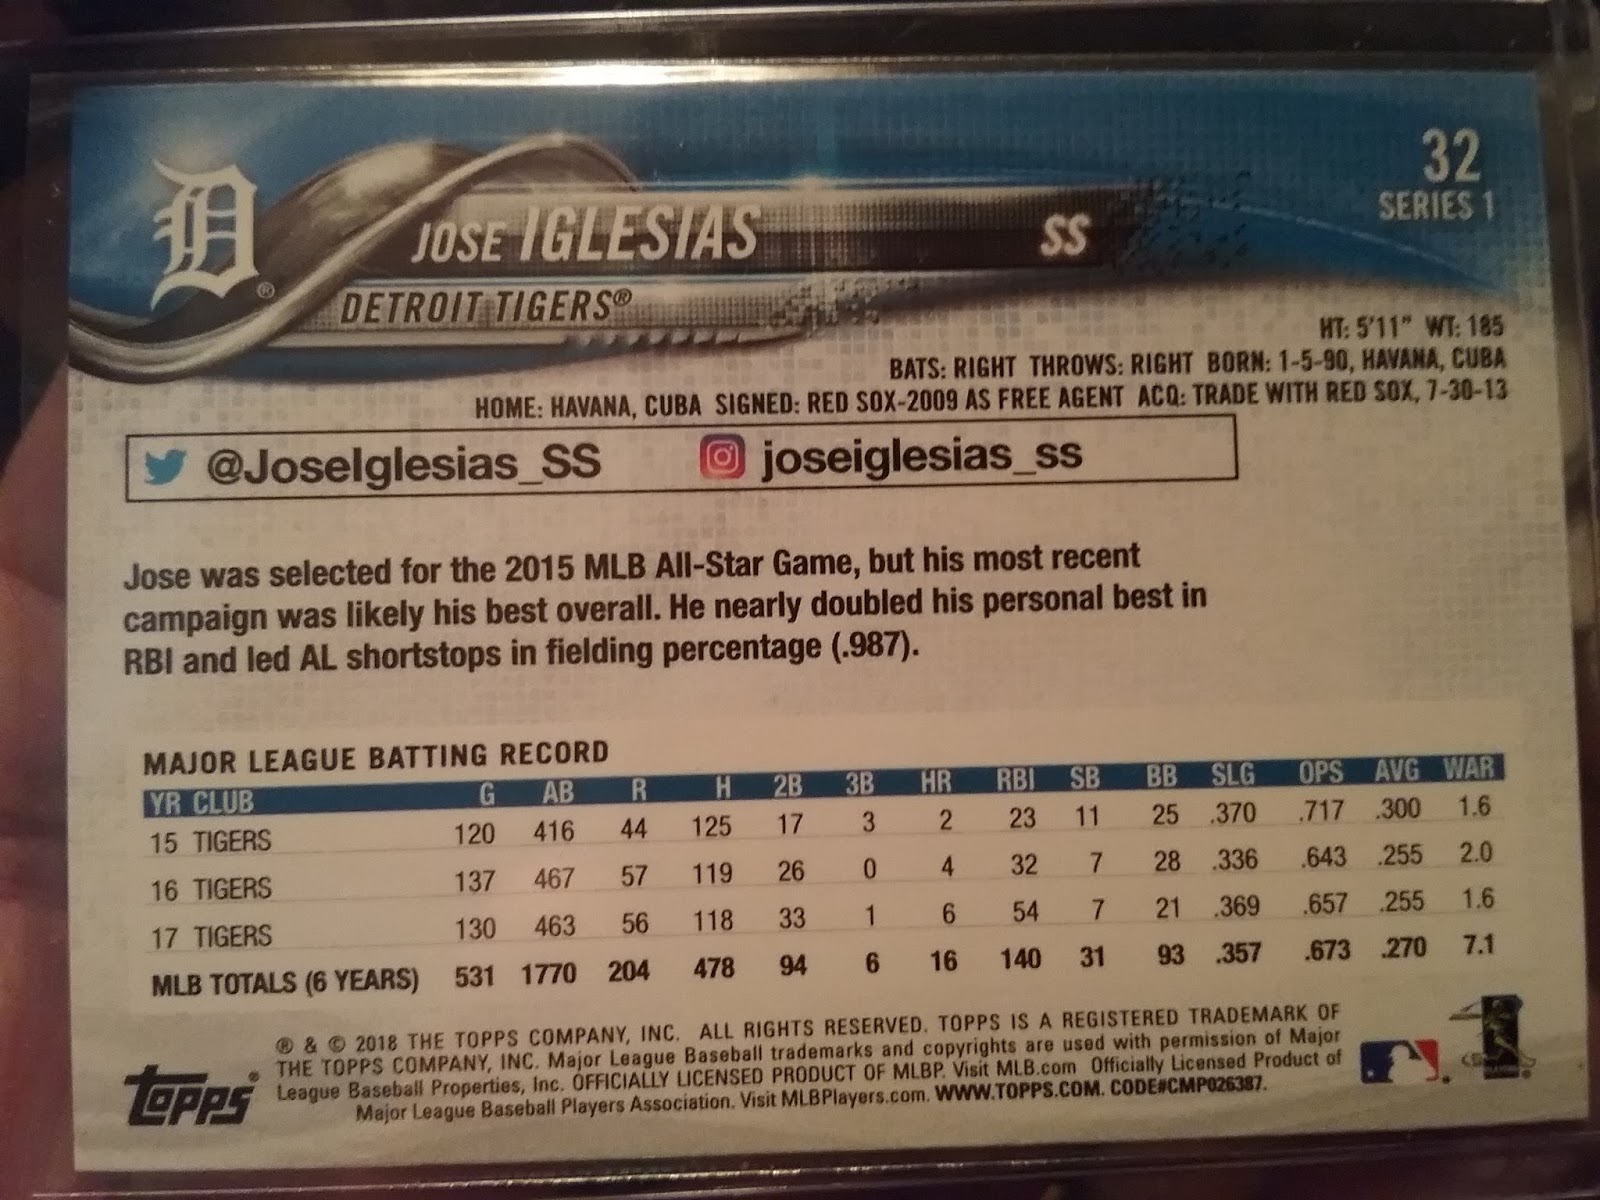 32
SERIES 1
D®
JOSE IGLESIAS SS
DETROIT TIGERS®
HT: 5'11" WT: 185
BATS: RIGHT THROWS: RIGHT BORN: 1-5-90, HAVANA, CUBA
HOME: HAVANA, CUBA SIGNED: RED SOX-2009 AS FREE AGENT ACQ: TRADE WITH RED SOX, 7-30-13
@JoseIglesias_SS joseiglesias_ss
Jose was selected for the 2015 MLB All-Star Game, but his most recent
campaign was likely his best overall. He nearly doubled his personal best in
RBI and led AL shortstops in fielding percentage (.987).
MAJOR LEAGUE BATTING RECORD
YR CLUB G AB R H 2B 3B HR RBI SB BB SLG OPS AVG WAR
15 TIGERS 120 416 44 125 17 3 2 23 11 25 .370 .717 .300 1.6
16 TIGERS 137 467 57 119 26 0 4 32 7 28 .336 .643 .255 2.0
17 TIGERS 130 463 56 118 33 1 6 54 7 21 .369 .657 .255 1.6
MLB TOTALS (6 YEARS) 531 1770 204 478 94 6 16 140 31 93 .357 .673 .270 7.1
® & © 2018 THE TOPPS COMPANY, INC. ALL RIGHTS RESERVED. TOPPS IS A REGISTERED TRADEMARK OF
THE TOPPS COMPANY, INC. Major League Baseball trademarks and copyrights are used with permission of Major
League Baseball Properties, Inc. OFFICIALLY LICENSED PRODUCT OF MLBP. Visit MLB.com Officially Licensed Product of
Major League Baseball Players Association. Visit MLBPlayers.com. WWW.TOPPS.COM. CODE#CMP026387.
Topps®